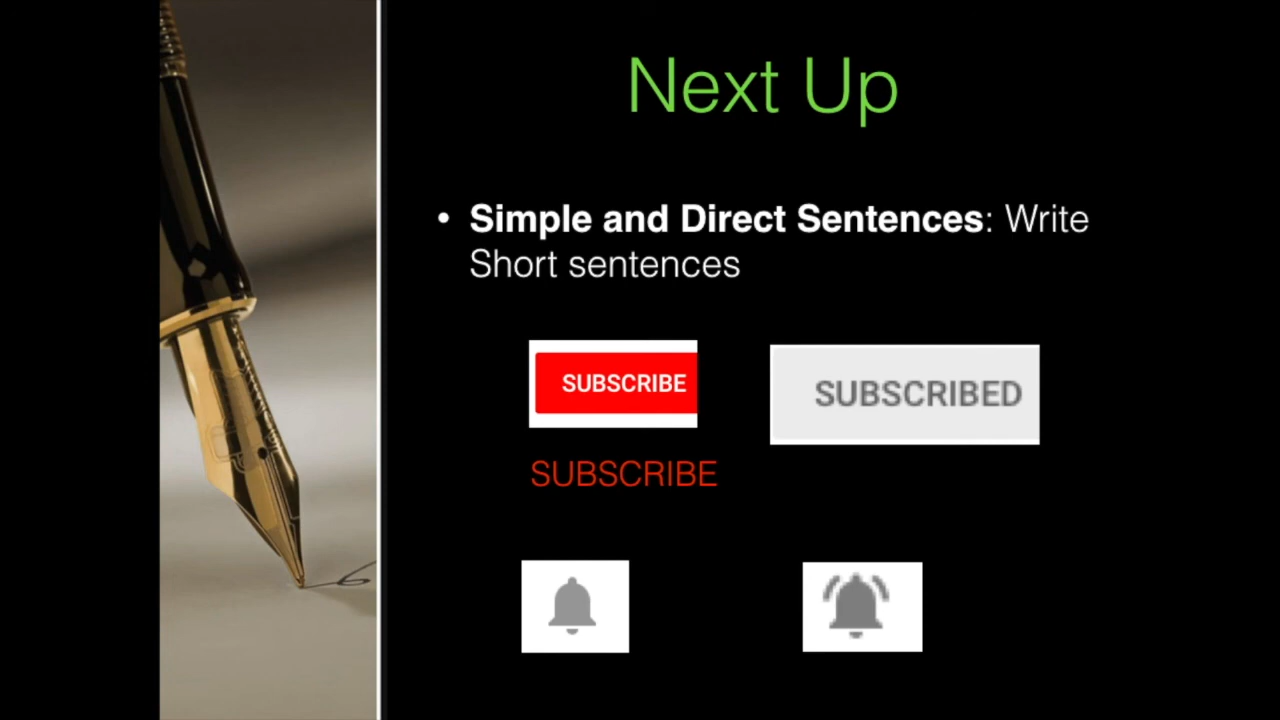 Next Up
• Simple and Direct Sentences: Write
Short sentences
SUBSCRIBE
SUBSCRIBED
SUBSCRIBE